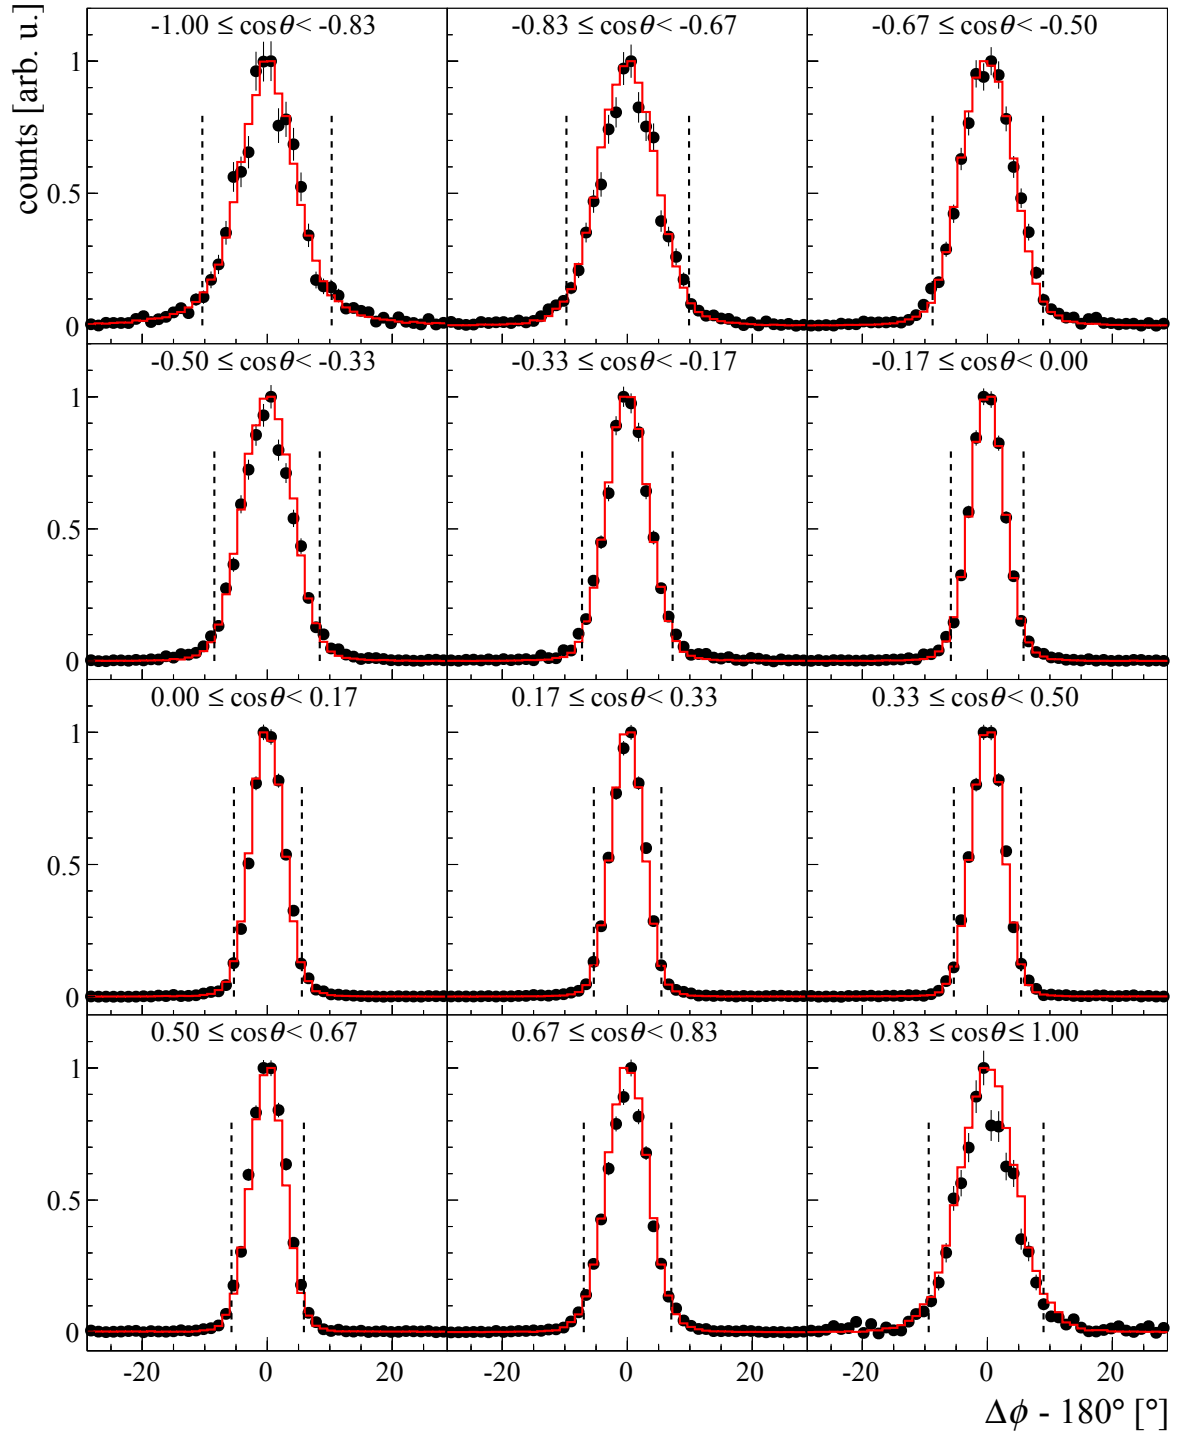 counts [arb. u.]
-1.00 ≤ cosθ< -0.83
-0.83 ≤ cosθ< -0.67
-0.67 ≤ cosθ< -0.50
1
0.5
0
-0.50 ≤ cosθ< -0.33
-0.33 ≤ cosθ< -0.17
-0.17 ≤ cosθ< 0.00
1
0.5
0
0.00 ≤ cosθ< 0.17
0.17 ≤ cosθ< 0.33
0.33 ≤ cosθ< 0.50
1
0.5
0
0.50 ≤ cosθ< 0.67
0.67 ≤ cosθ< 0.83
0.83 ≤ cosθ≤ 1.00
1
0.5
0
-20 0 20 -20 0 20 -20 0 20
Δϕ - 180° [°]